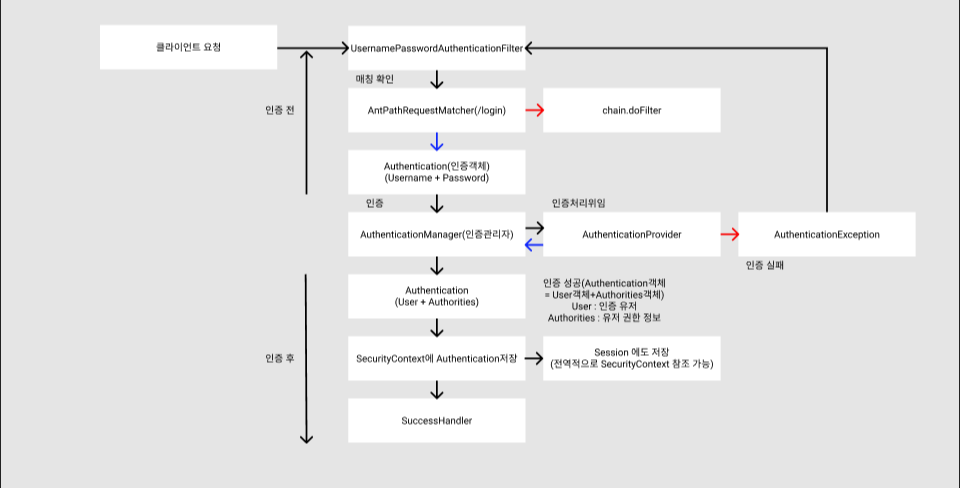 클라이언트 요청
UsernamePasswordAuthenticationFilter
매칭 확인
인증 전
AntPathRequestMatcher(/login)
chain.doFilter
Authentication(인증객체)
(Username + Password)
인증
인증처리위임
AuthenticationManager(인증관리자)
AuthenticationProvider
AuthenticationException
인증 실패
Authentication
(User + Authorities)
인증 성공(Authentication객체
= User객체+Authorities객체)
User : 인증 유저
Authorities : 유저 권한 정보
인증 후
SecurityContext에 Authentication저장
Session 에도 저장
(전역적으로 SecurityContext 참조 가능)
SuccessHandler